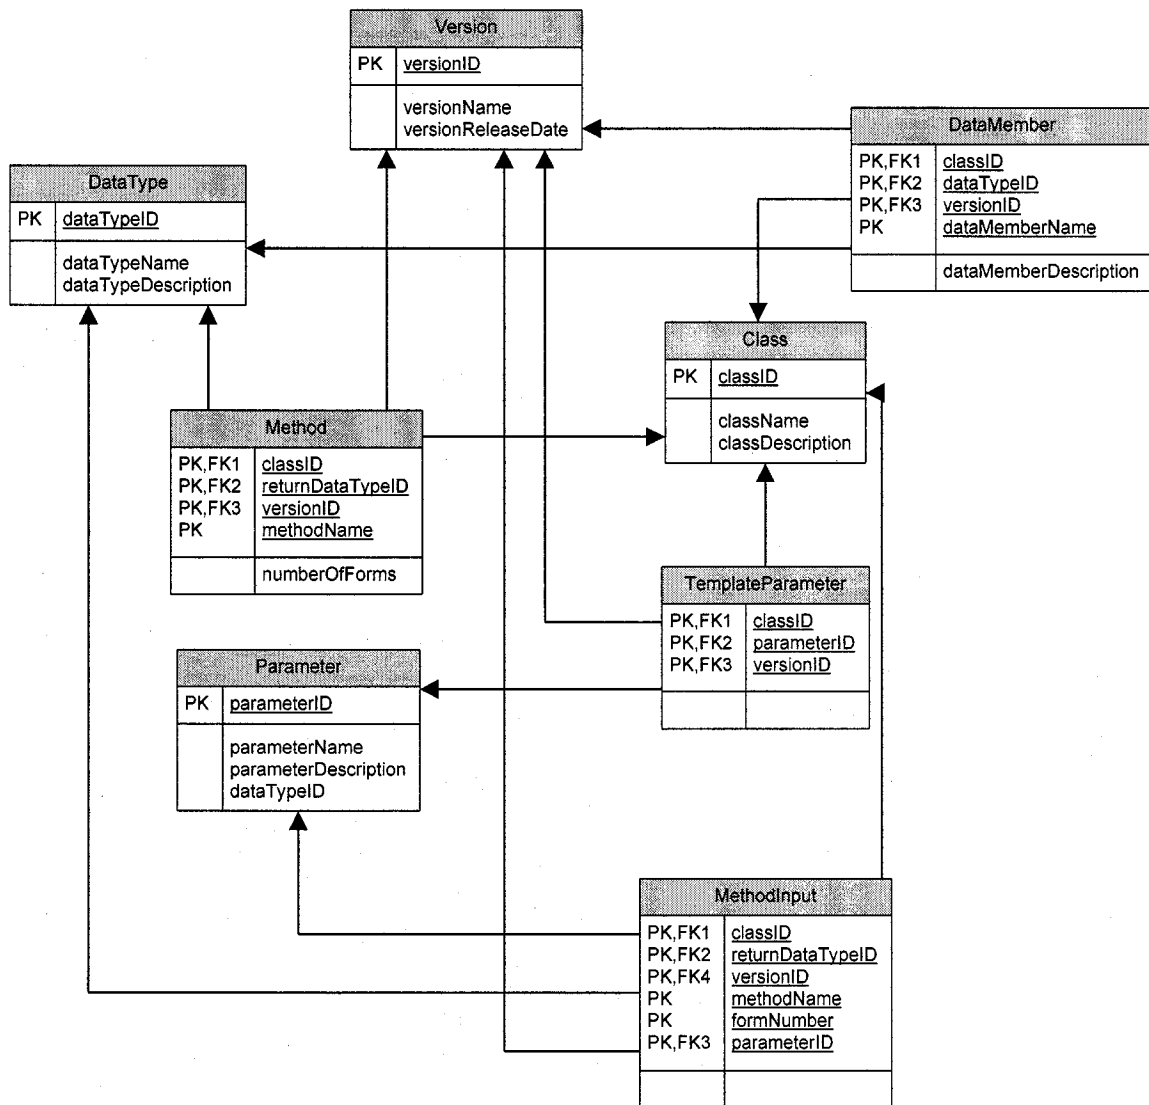 Version
PK versionID
versionName
versionReleaseDate
DataMember
PK,FK1 classID
PK,FK2 dataTypeID
PK,FK3 versionID
PK dataMemberName
dataMemberDescription
DataType
PK dataTypeID
dataTypeName
dataTypeDescription
Class
PK classID
className
classDescription
Method
PK,FK1 classID
PK,FK2 returnDataTypeID
PK,FK3 versionID
PK methodName
numberOfForms
TemplateParameter
PK,FK1 classID
PK,FK2 parameterID
PK,FK3 versionID
Parameter
PK parameterID
parameterName
parameterDescription
dataTypeID
MethodInput
PK,FK1 classID
PK,FK2 returnDataTypeID
PK,FK4 versionID
PK methodName
PK formNumber
PK,FK3 parameterID